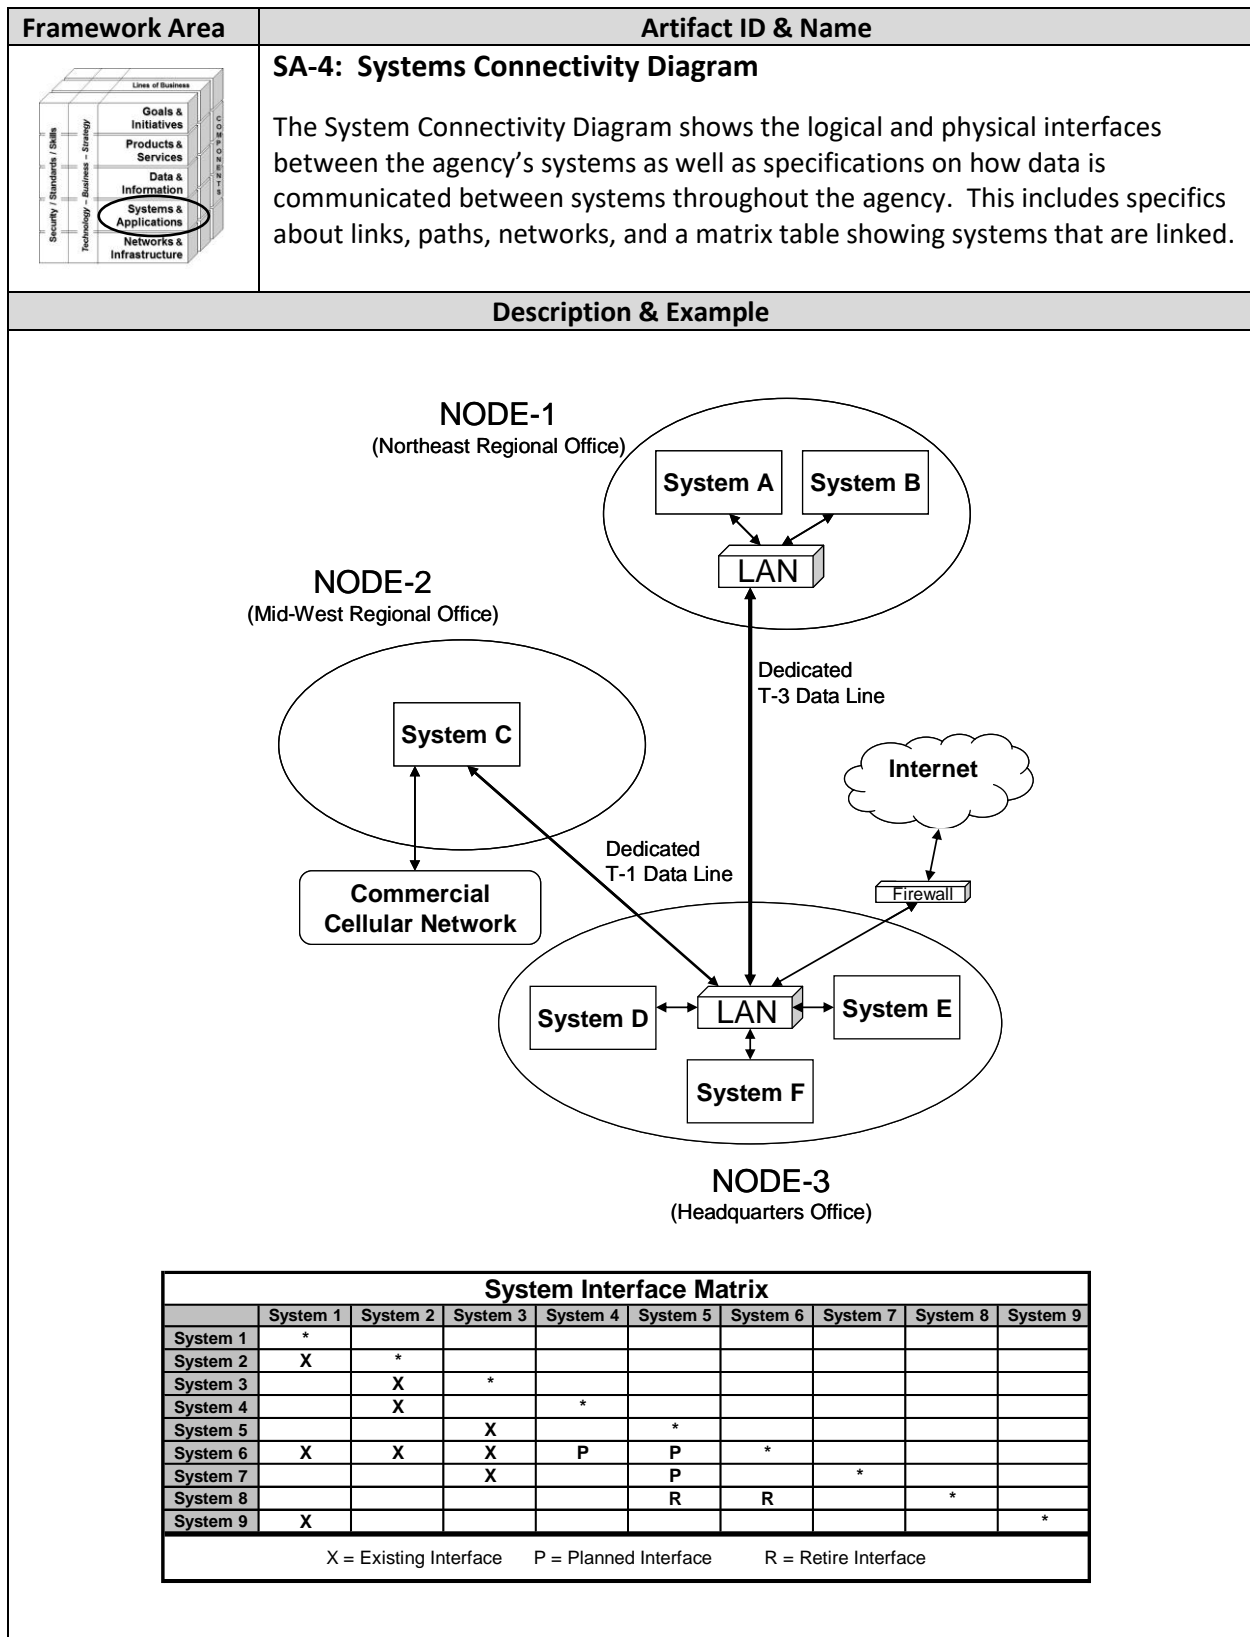 Framework Area
Artifact ID & Name
Lines of Business
Goals &
Initiatives
Products &
Services
Data &
Information
Systems &
Applications
Networks &
Infrastructure
Security / Standards / Skills
Technology – Business – Strategy
COMPONENTS
SA-4: Systems Connectivity Diagram
The System Connectivity Diagram shows the logical and physical interfaces
between the agency’s systems as well as specifications on how data is
communicated between systems throughout the agency. This includes specifics
about links, paths, networks, and a matrix table showing systems that are linked.
Description & Example
NODE-1
(Northeast Regional Office)
System A
System B
LAN
NODE-2
(Mid-West Regional Office)
System C
Dedicated
T-3 Data Line
Internet
Dedicated
T-1 Data Line
Commercial
Cellular Network
Firewall
System D
LAN
System E
System F
NODE-3
(Headquarters Office)
System Interface Matrix
System 1 System 2 System 3 System 4 System 5 System 6 System 7 System 8 System 9
System 1 *
System 2 X *
System 3 X *
System 4 X *
System 5 X *
System 6 X X X P P *
System 7 X P *
System 8 R R *
System 9 X *
X = Existing Interface P = Planned Interface R = Retire Interface